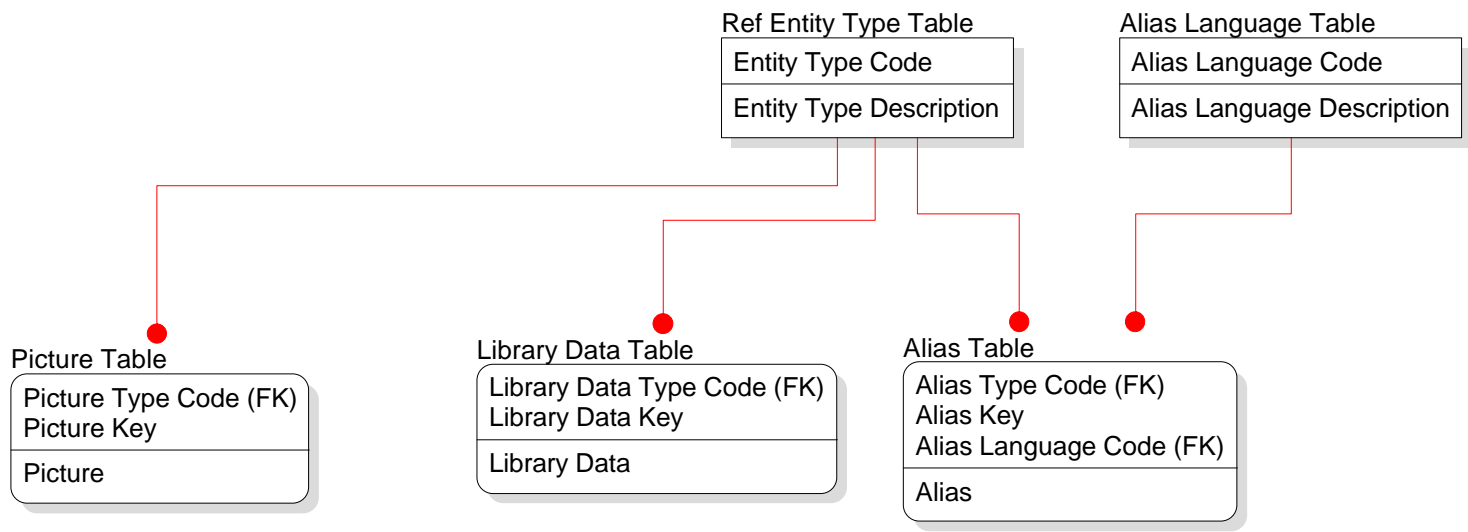 Ref Entity Type Table
Entity Type Code
Entity Type Description
Alias Language Table
Alias Language Code
Alias Language Description
Picture Table
Picture Type Code (FK)
Picture Key
Picture
Library Data Table
Library Data Type Code (FK)
Library Data Key
Library Data
Alias Table
Alias Type Code (FK)
Alias Key
Alias Language Code (FK)
Alias